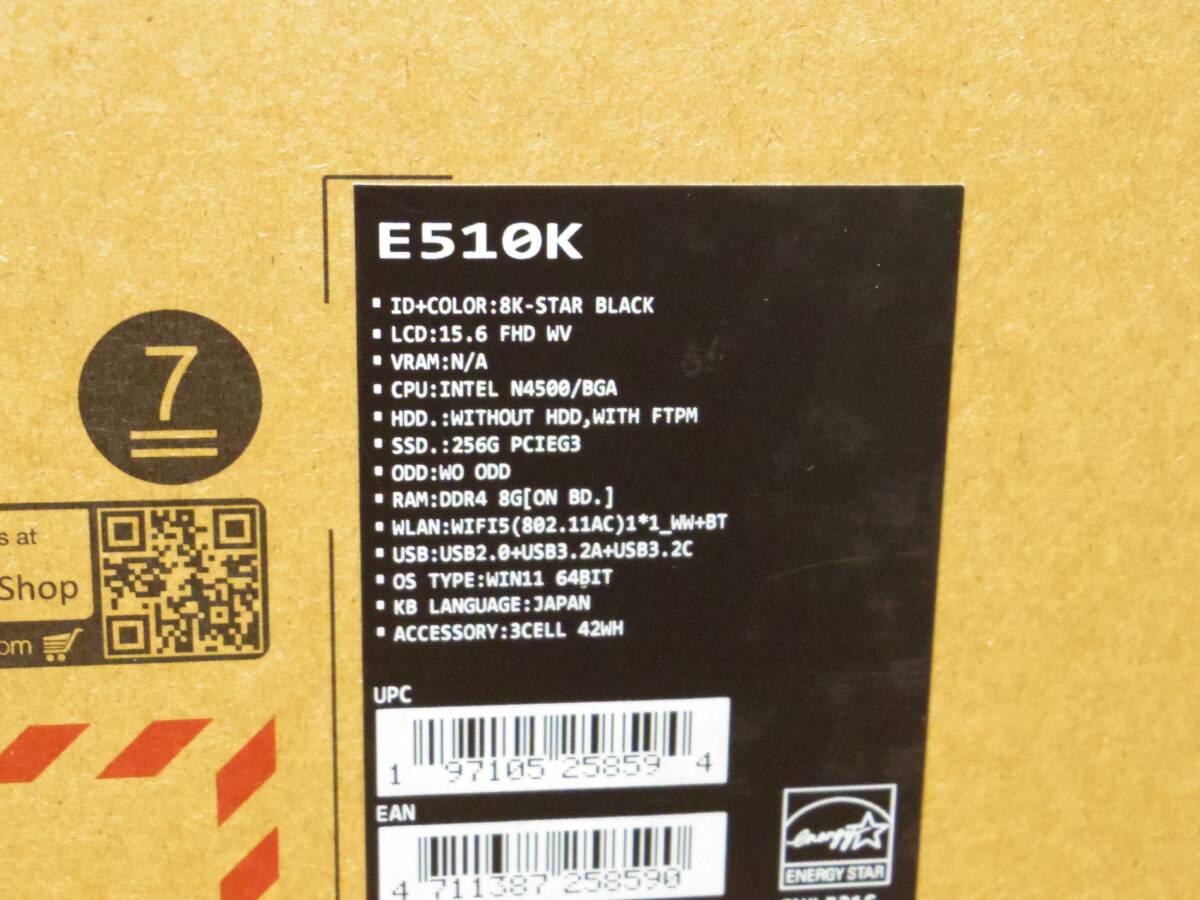 E510K
ID+COLOR:8K-STAR BLACK
LCD:15.6 FHD WV
VRAM:N/A
CPU:INTEL N4500/BGA
HDD.:WITHOUT HDD,WITH FTPM
SSD.:256G PCIEG3
ODD:WO ODD
RAM:DDR4 8G[ON BD.]
WLAN:WIFI5(802.11AC)1*1_WW+BT
USB:USB2.0+USB3.2A+USB3.2C
OS TYPE:WIN11 64BIT
KB LANGUAGE:JAPAN
ACCESSORY:3CELL 42WH
UPC
1 97105 25859 4
EAN
4 711387 258590
energy
ENERGY STAR
7
s at
Shop
om